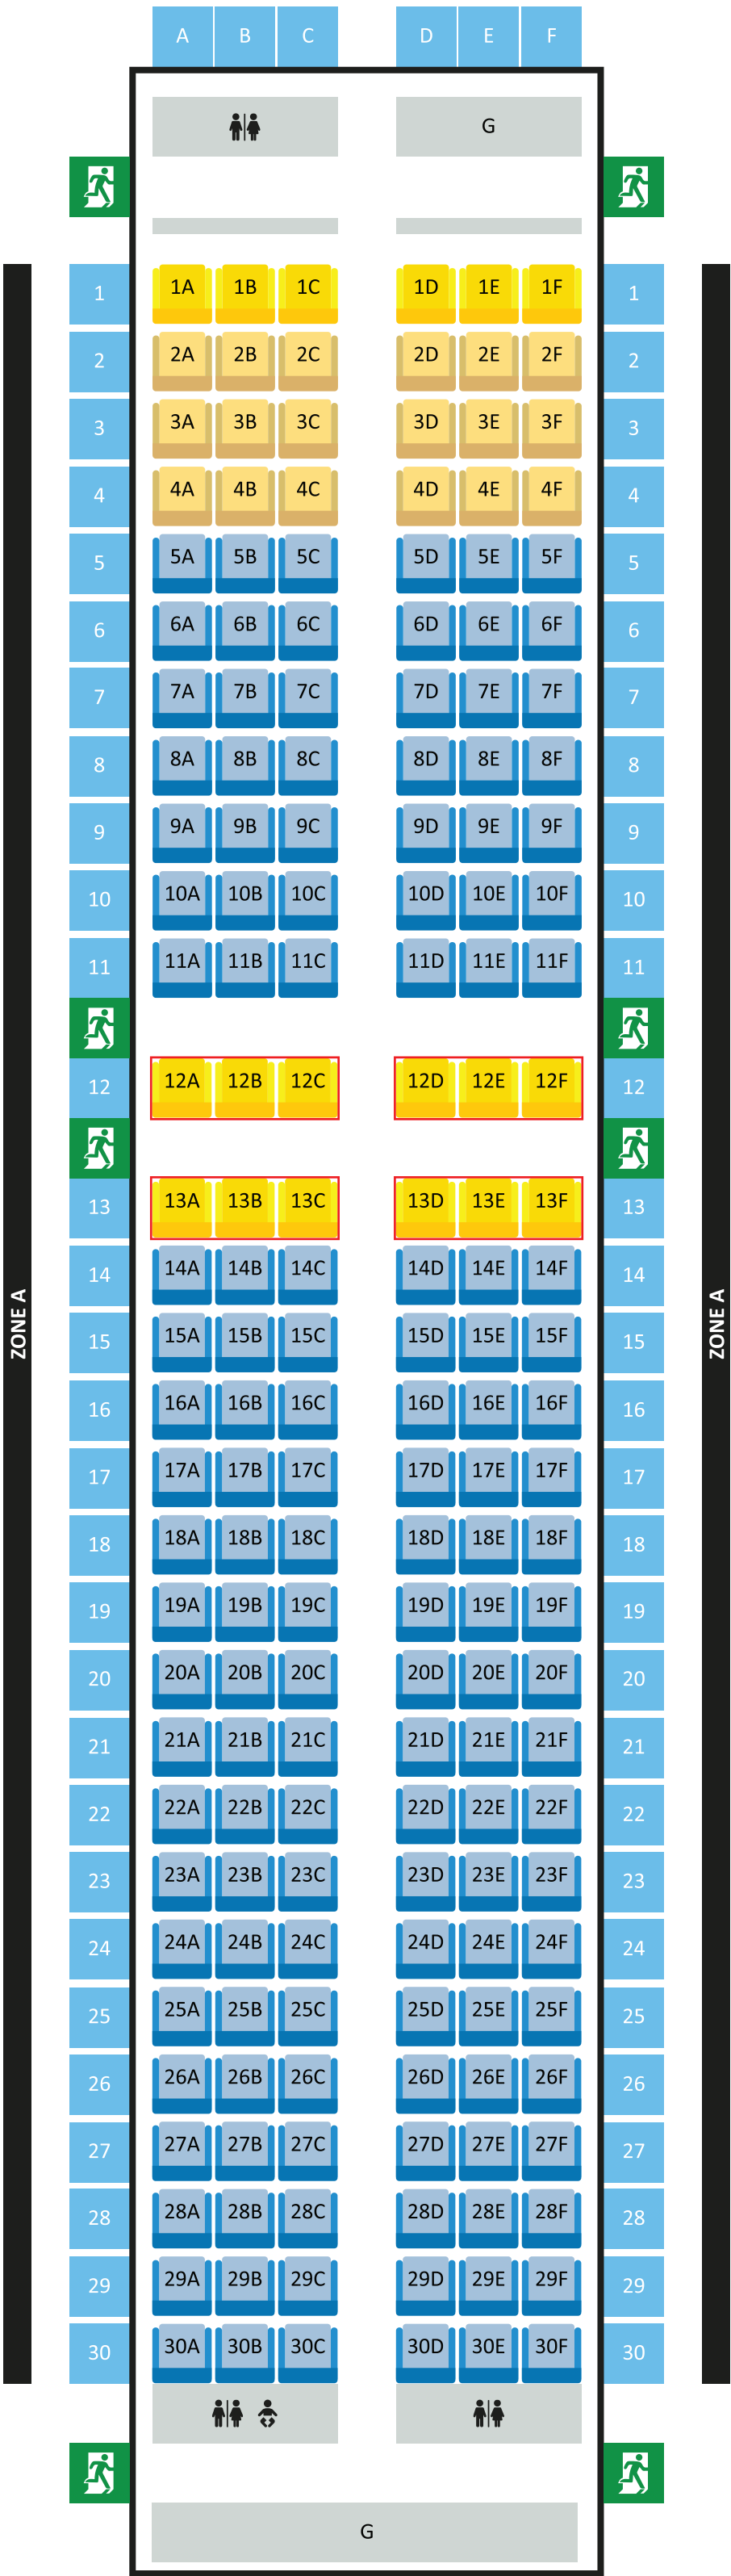 A B C D E F
G
1 1A 1B 1C 1D 1E 1F 1
2 2A 2B 2C 2D 2E 2F 2
3 3A 3B 3C 3D 3E 3F 3
4 4A 4B 4C 4D 4E 4F 4
5 5A 5B 5C 5D 5E 5F 5
6 6A 6B 6C 6D 6E 6F 6
7 7A 7B 7C 7D 7E 7F 7
8 8A 8B 8C 8D 8E 8F 8
9 9A 9B 9C 9D 9E 9F 9
10 10A 10B 10C 10D 10E 10F 10
11 11A 11B 11C 11D 11E 11F 11
12 12A 12B 12C 12D 12E 12F 12
13 13A 13B 13C 13D 13E 13F 13
14 14A 14B 14C 14D 14E 14F 14
ZONE A ZONE A
15 15A 15B 15C 15D 15E 15F 15
16 16A 16B 16C 16D 16E 16F 16
17 17A 17B 17C 17D 17E 17F 17
18 18A 18B 18C 18D 18E 18F 18
19 19A 19B 19C 19D 19E 19F 19
20 20A 20B 20C 20D 20E 20F 20
21 21A 21B 21C 21D 21E 21F 21
22 22A 22B 22C 22D 22E 22F 22
23 23A 23B 23C 23D 23E 23F 23
24 24A 24B 24C 24D 24E 24F 24
25 25A 25B 25C 25D 25E 25F 25
26 26A 26B 26C 26D 26E 26F 26
27 27A 27B 27C 27D 27E 27F 27
28 28A 28B 28C 28D 28E 28F 28
29 29A 29B 29C 29D 29E 29F 29
30 30A 30B 30C 30D 30E 30F 30
G